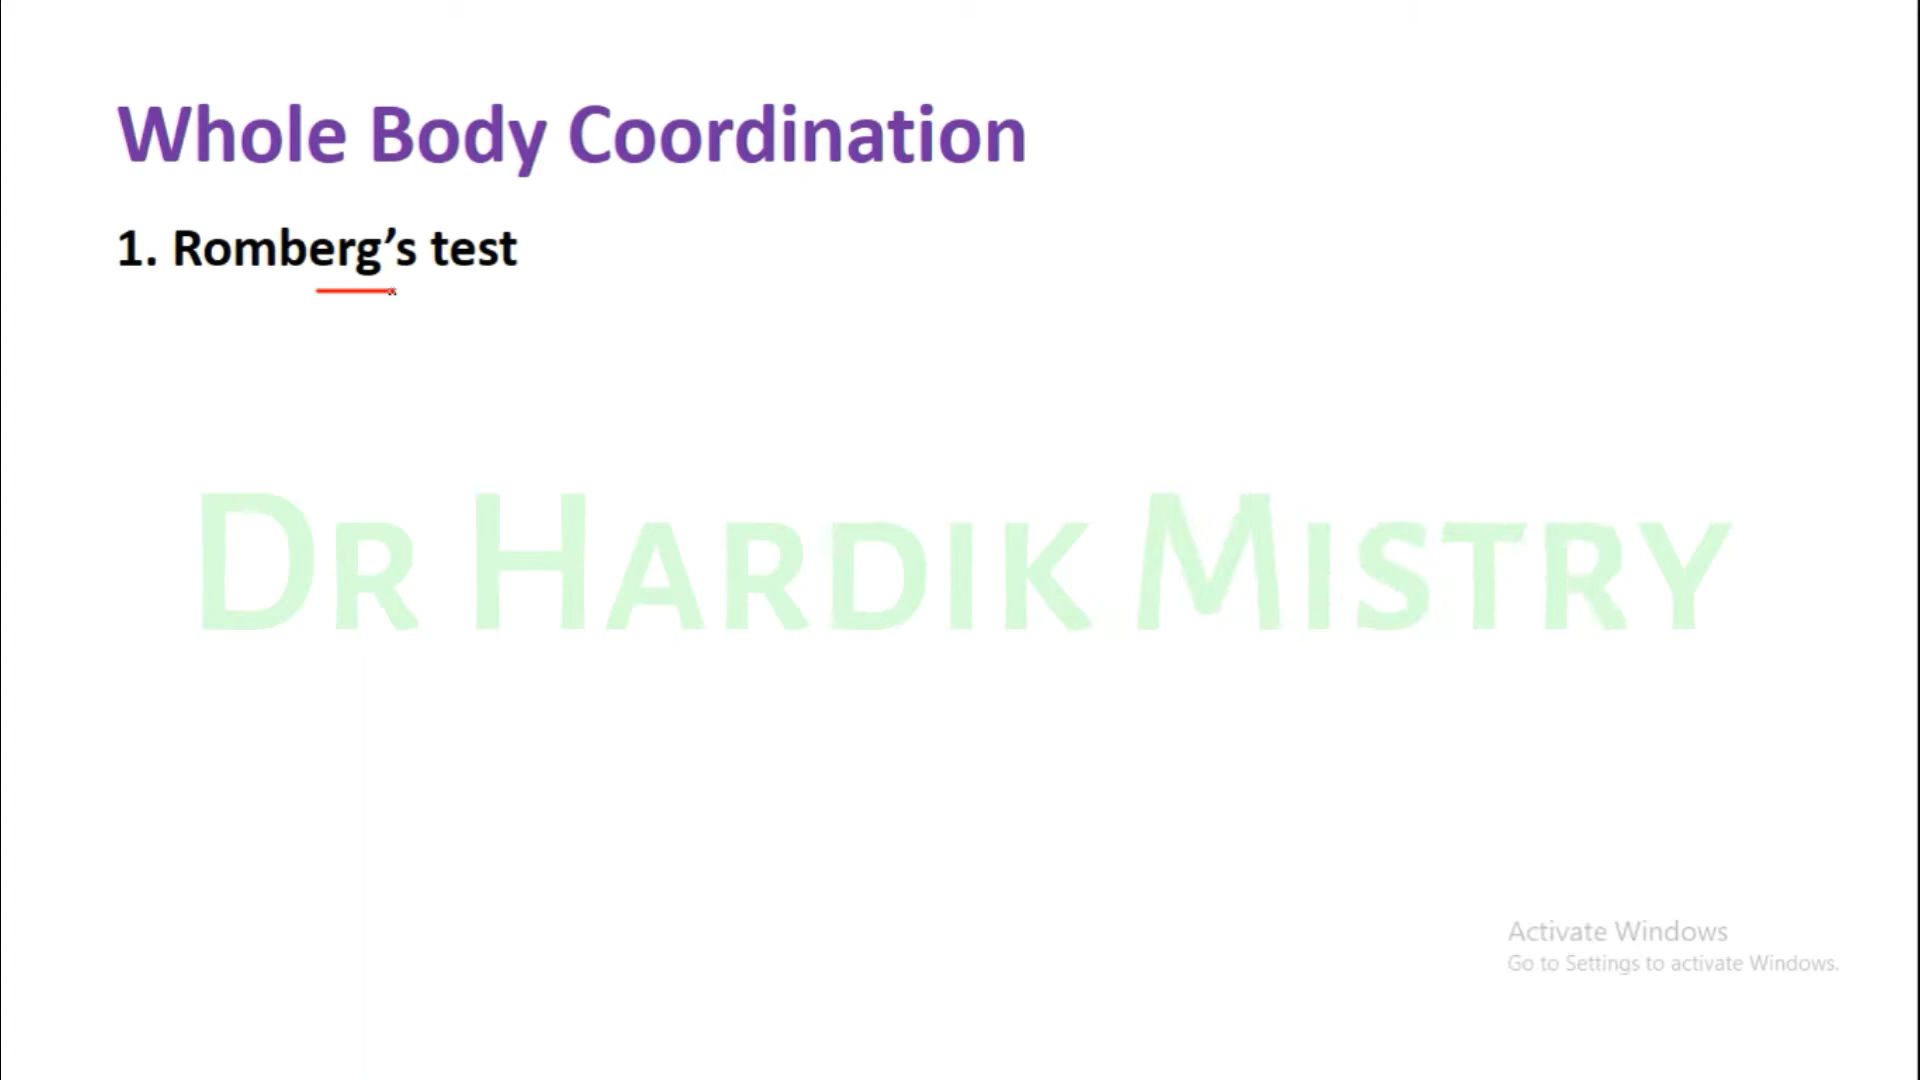 Whole Body Coordination
1. Romberg’s test
Dr Hardik Mistry
Activate Windows
Go to Settings to activate Windows.